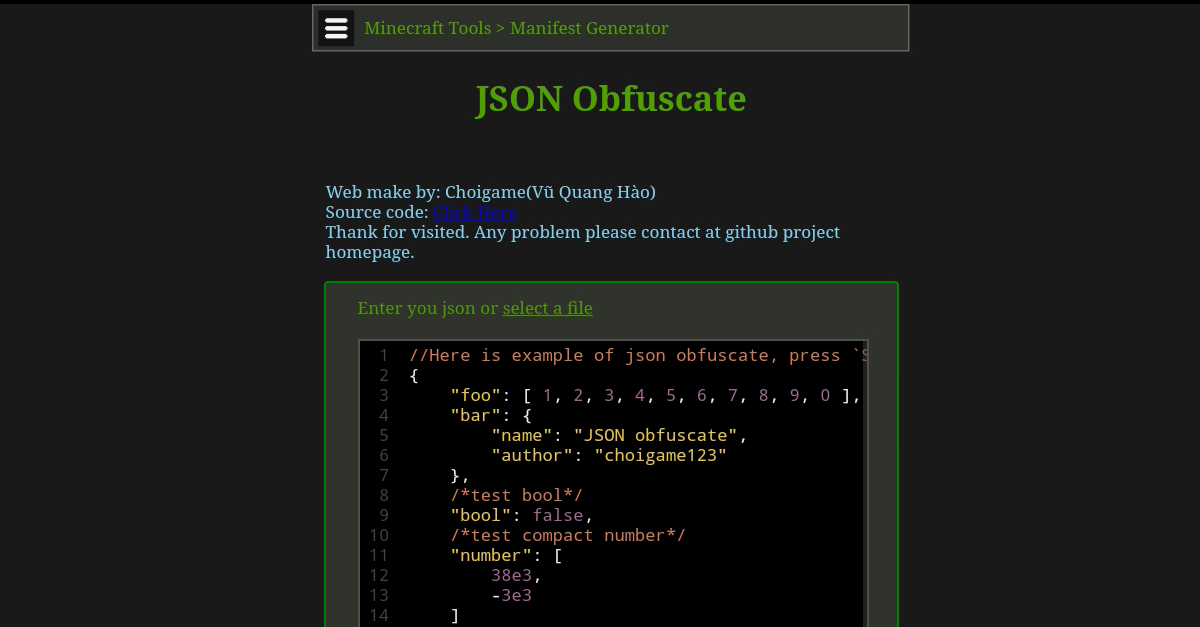 Minecraft Tools > Manifest Generator
JSON Obfuscate
Web make by: Choigame(Vũ Quang Hào)
Source code: Click Here
Thank for visited. Any problem please contact at github project
homepage.
Enter you json or select a file
1 //Here is example of json obfuscate, press `S
2 {
3 "foo": [ 1, 2, 3, 4, 5, 6, 7, 8, 9, 0 ],
4 "bar": {
5 "name": "JSON obfuscate",
6 "author": "choigame123"
7 },
8 /*test bool*/
9 "bool": false,
10 /*test compact number*/
11 "number": [
12 38e3,
13 -3e3
14 ]